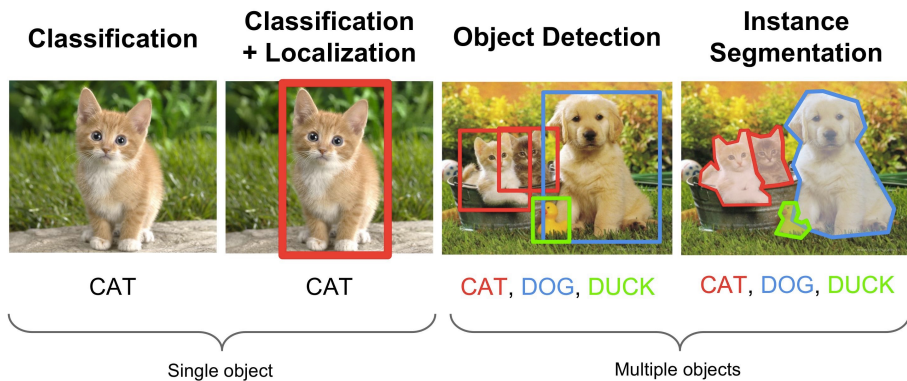 Classification
Classification
+ Localization
Object Detection
Instance
Segmentation
CAT
CAT
CAT, DOG, DUCK
CAT, DOG, DUCK
Single object
Multiple objects